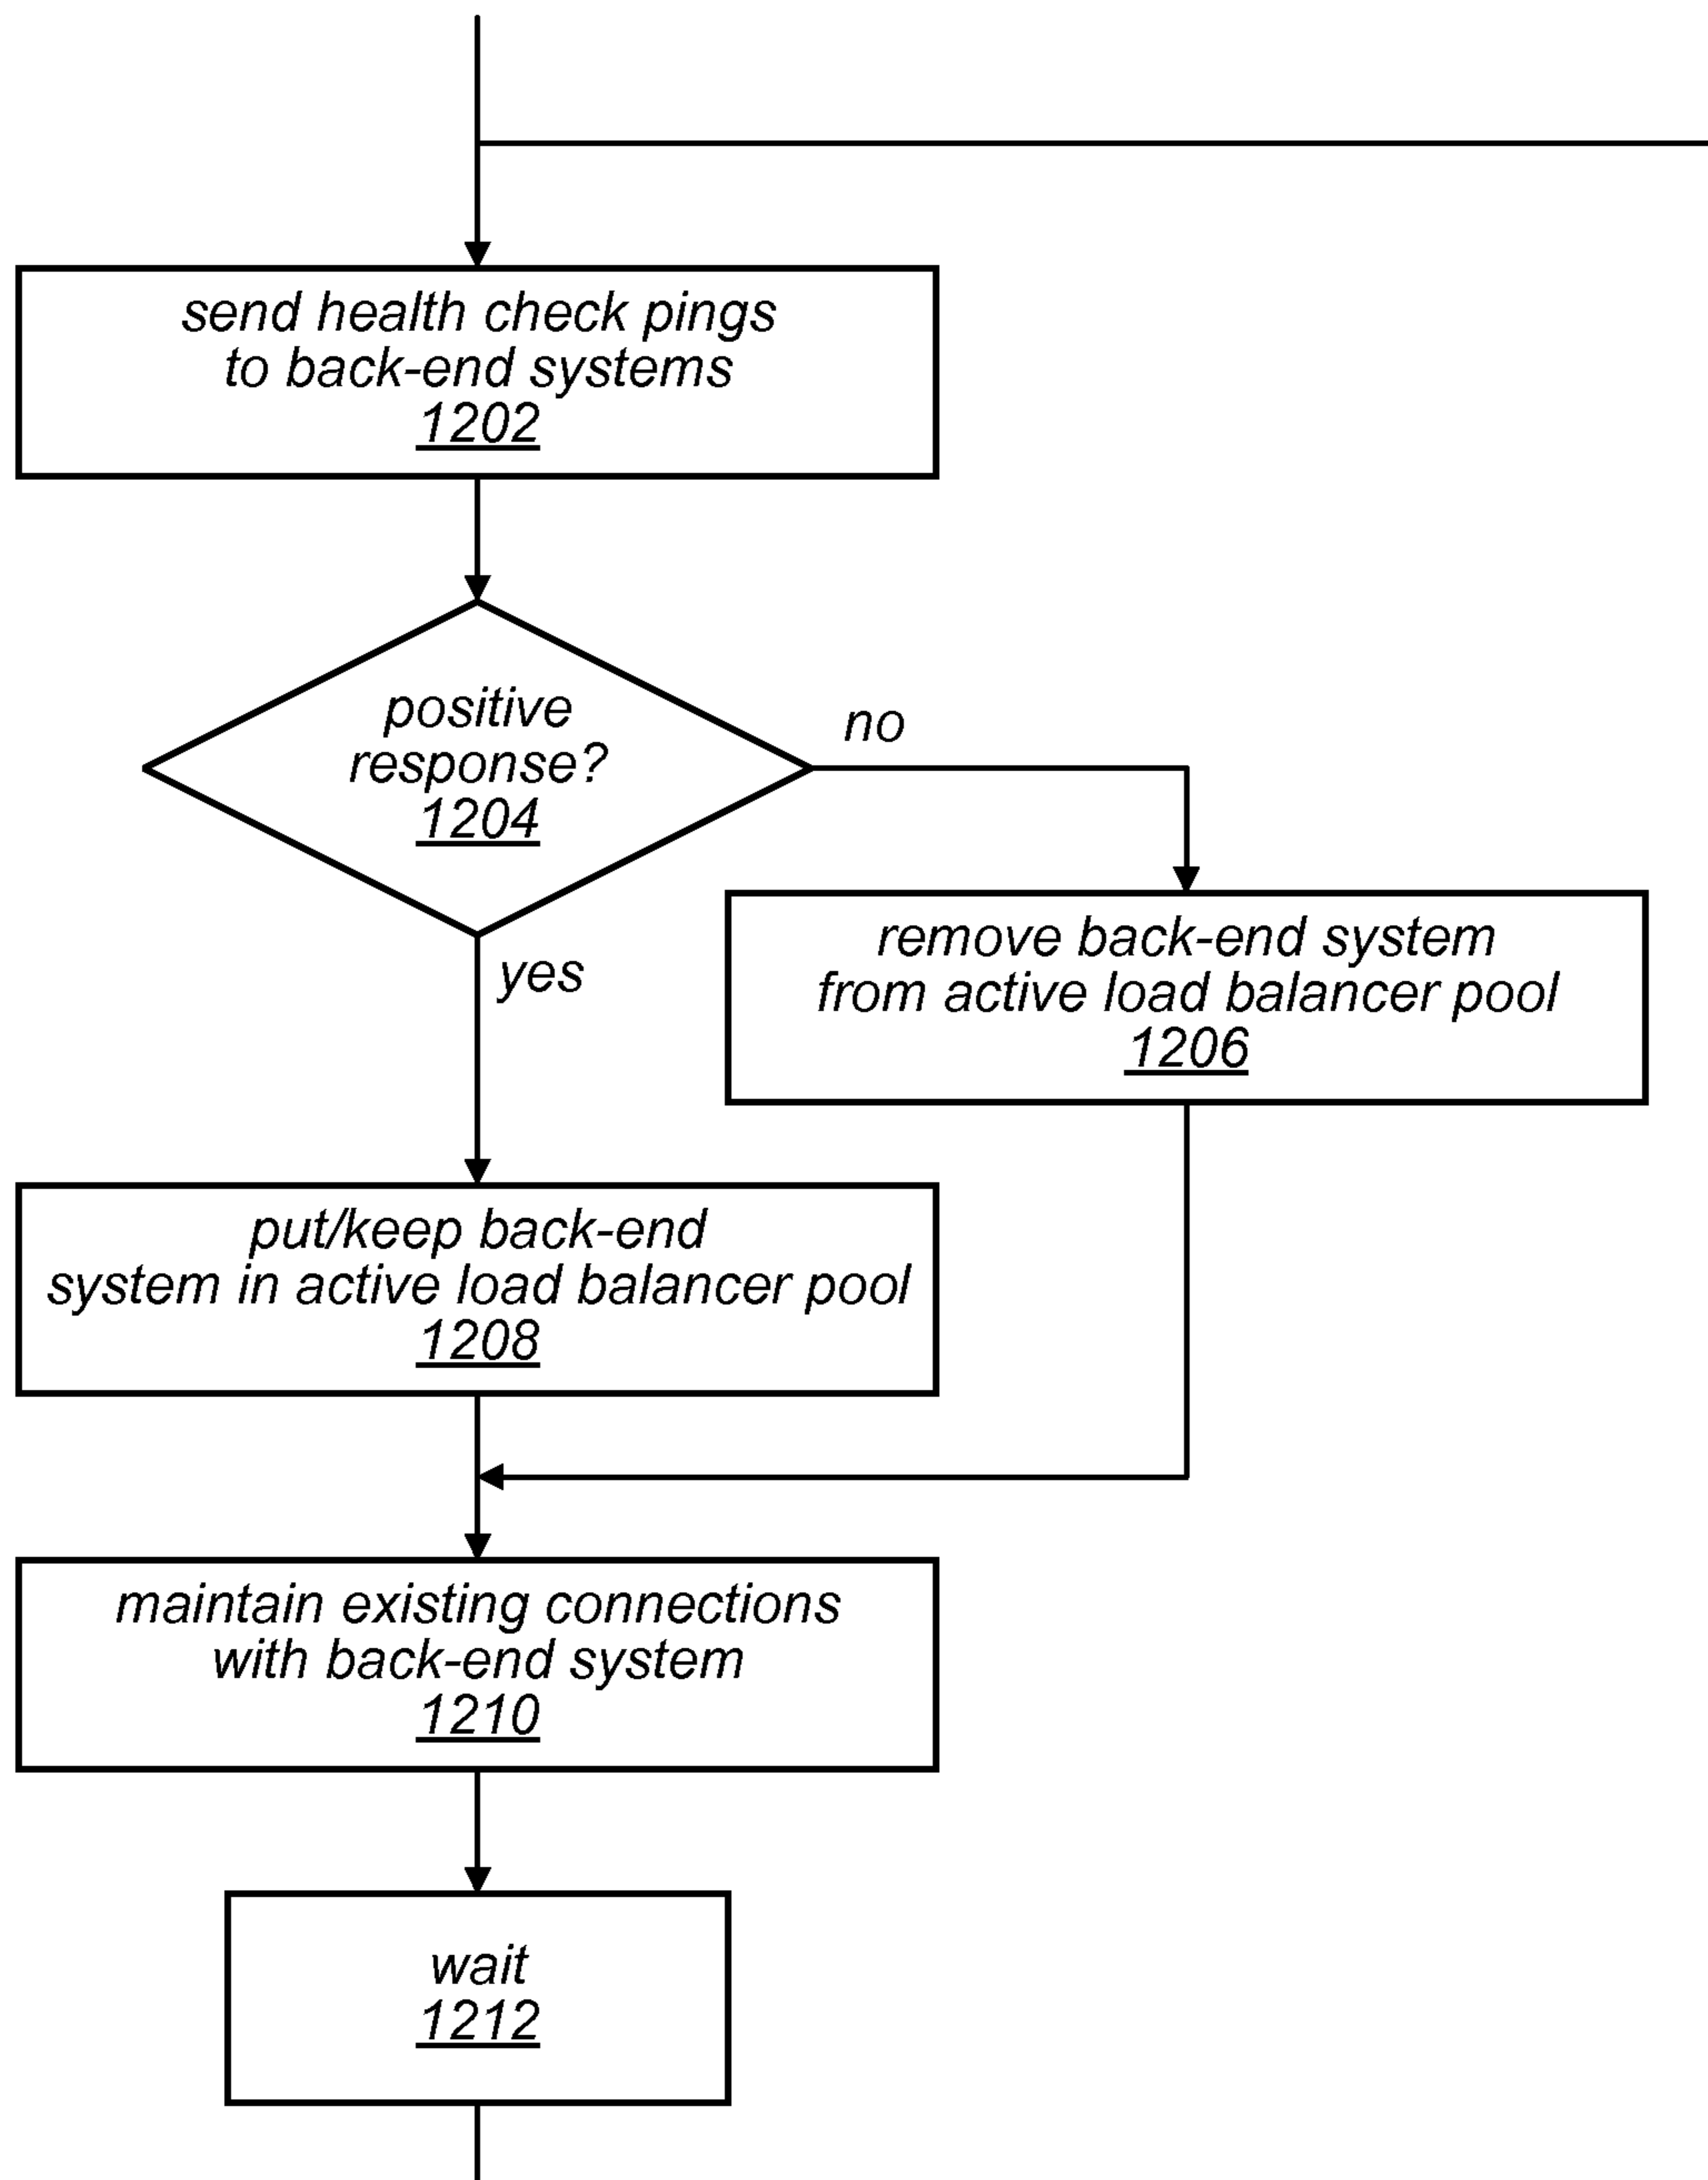 send health check pings
to back-end systems
1202
positive
response?
1204
no
yes
remove back-end system
from active load balancer pool
1206
put/keep back-end
system in active load balancer pool
1208
maintain existing connections
with back-end system
1210
wait
1212